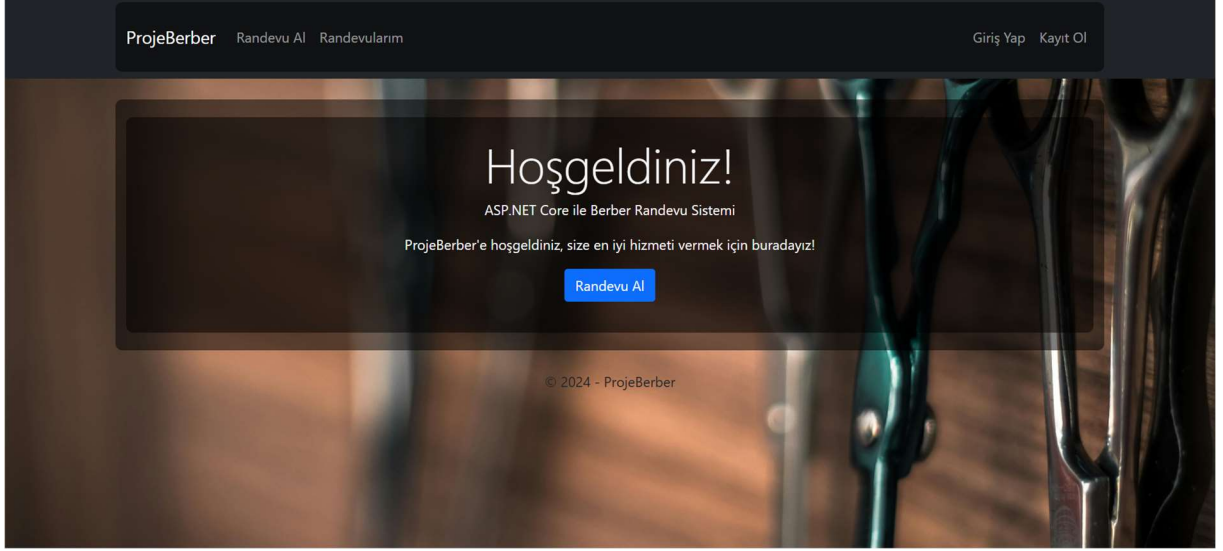 ProjeBerber Randevu Al Randevularım Giriş Yap Kayıt Ol
Hoşgeldiniz!
ASP.NET Core ile Berber Randevu Sistemi
ProjeBerber'e hoşgeldiniz, size en iyi hizmeti vermek için buradayız!
Randevu Al
© 2024 - ProjeBerber